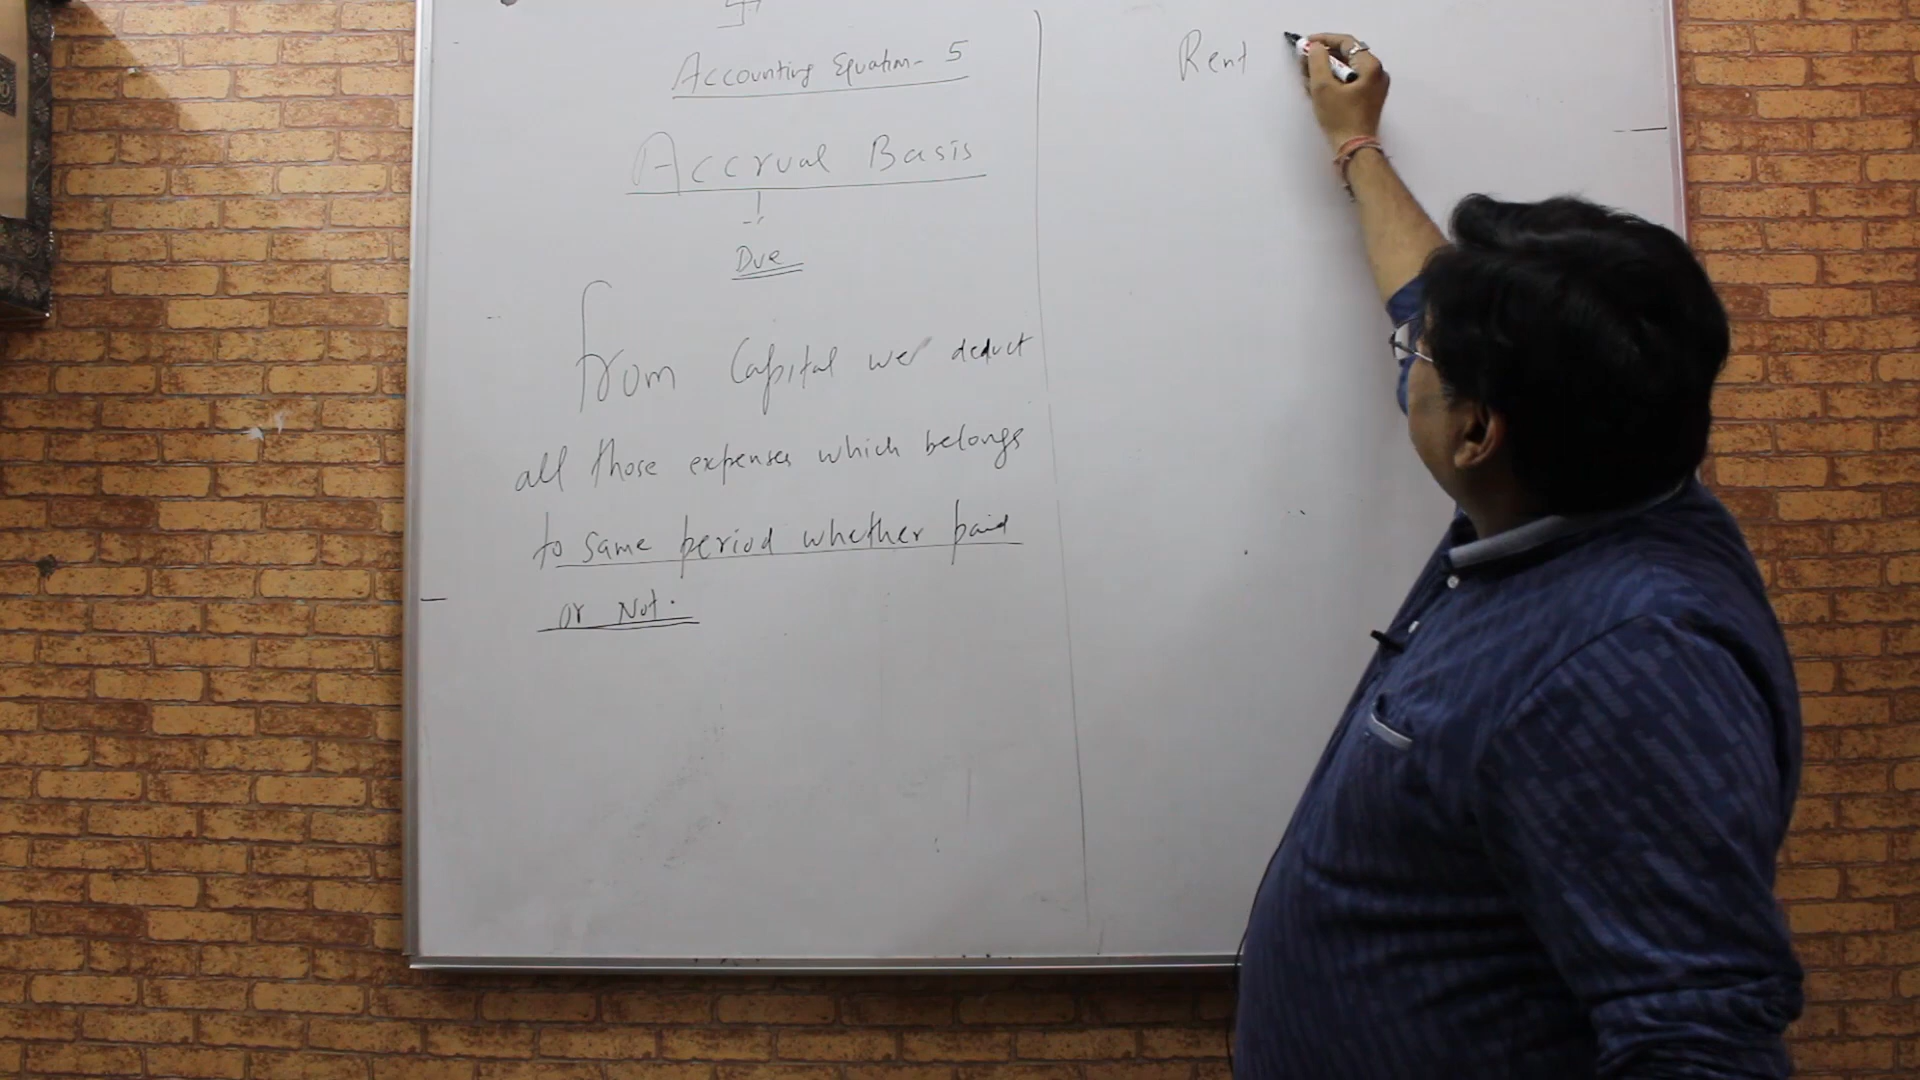 Accounting Equation - 5
Accrual Basis
Due
From Capital we deduct
all those expenses which belongs
to same period whether paid
or Not.
Rent